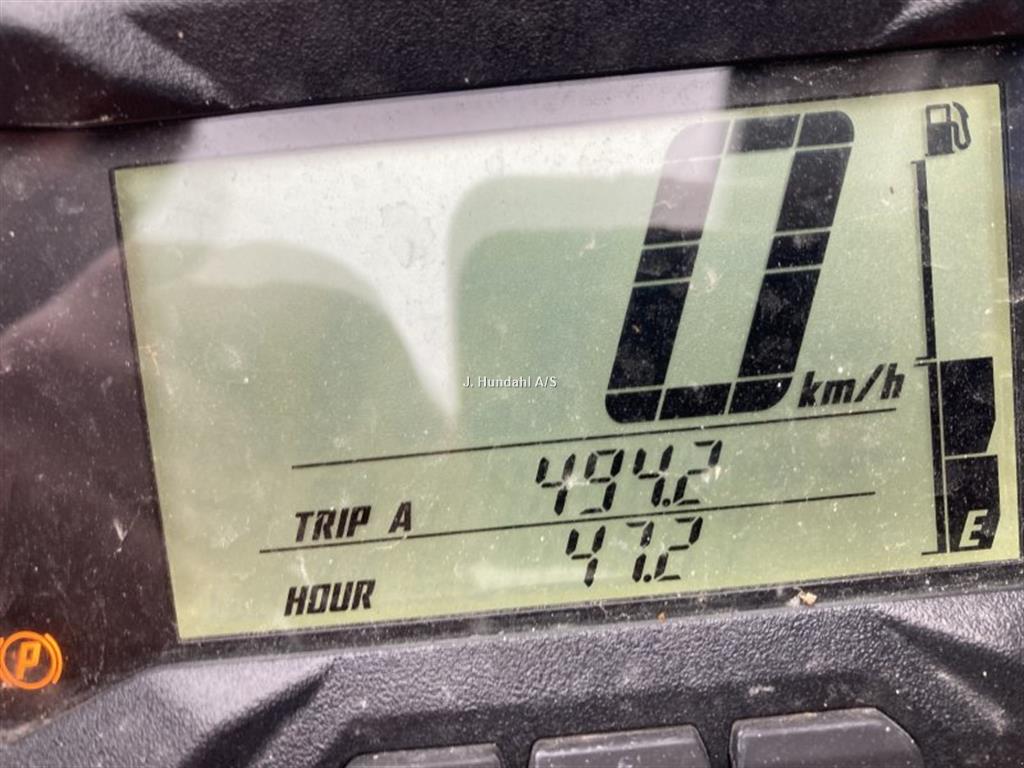 0 km/h
J. Hundahl A/S
TRIP A 494.2
HOUR 47.2
E
P